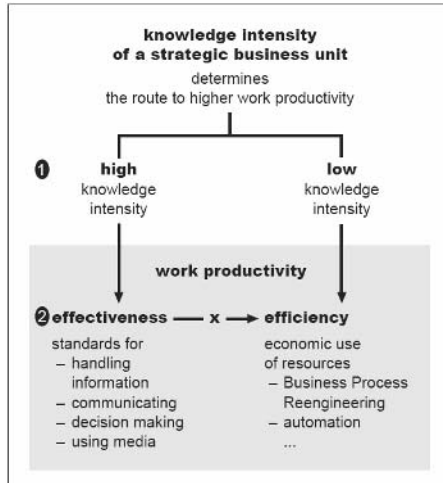 knowledge intensity
of a strategic business unit
determines
the route to higher work productivity
1
high
knowledge
intensity
low
knowledge
intensity
work productivity
2 effectiveness — x → efficiency
standards for
– handling
information
– communicating
– decision making
– using media
economic use
of resources
– Business Process
Reengineering
– automation
...